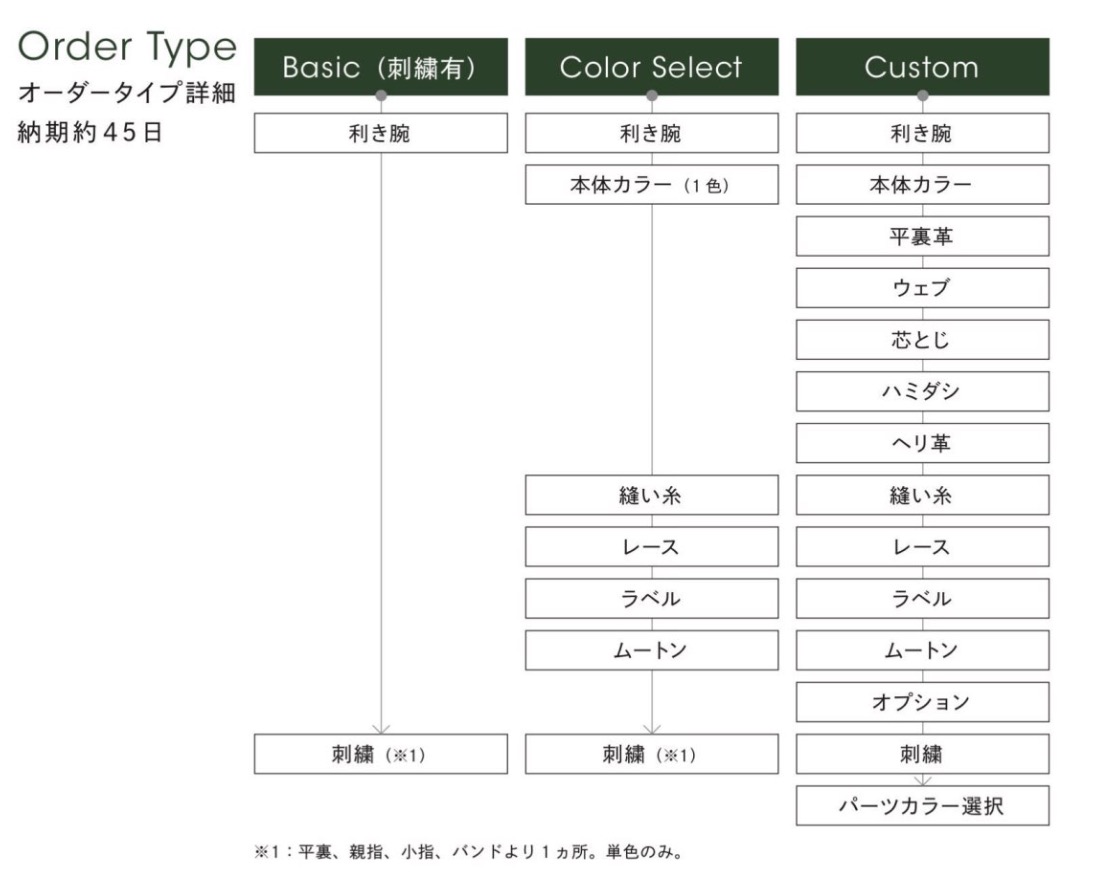 Order Type
オーダータイプ詳細
納期約45日
Basic（刺繍有）
利き腕
刺繍（※1）
Color Select
利き腕
本体カラー（1色）
縫い糸
レース
ラベル
ムートン
刺繍（※1）
Custom
利き腕
本体カラー
平裏革
ウェブ
芯とじ
ハミダシ
ヘリ革
縫い糸
レース
ラベル
ムートン
オプション
刺繍
パーツカラー選択
※1：平裏、親指、小指、バンドより1ヵ所。単色のみ。